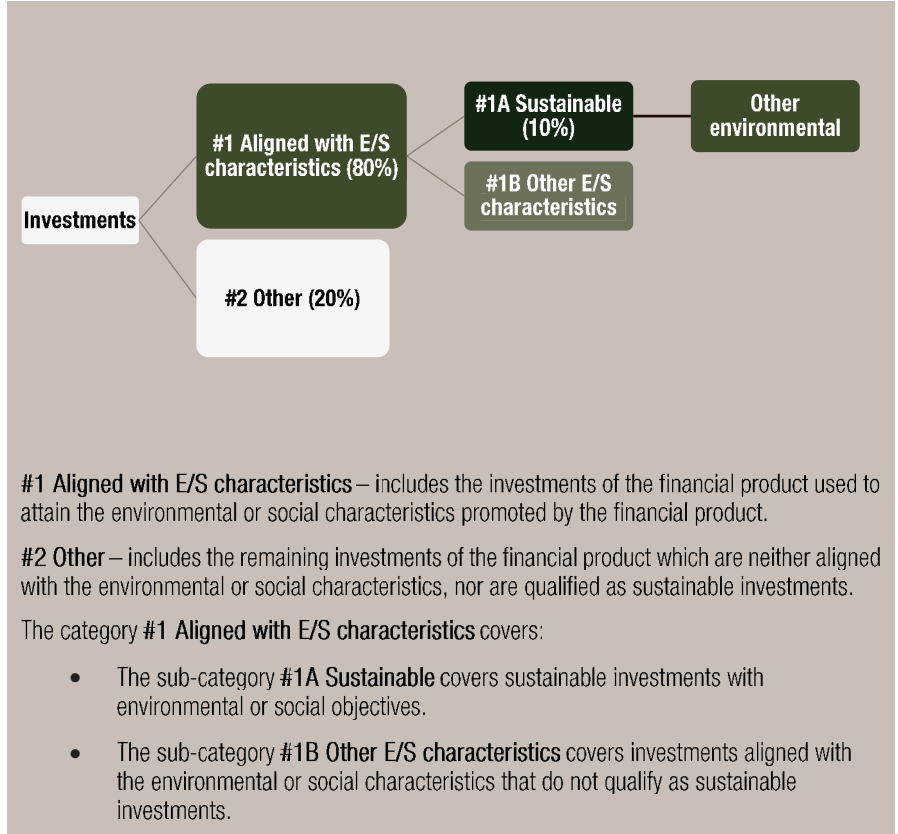 #1A Sustainable
(10%)
Other
environmental
#1 Aligned with E/S
characteristics (80%)
#1B Other E/S
characteristics
Investments
#2 Other (20%)
#1 Aligned with E/S characteristics – includes the investments of the financial product used to
attain the environmental or social characteristics promoted by the financial product.
#2 Other – includes the remaining investments of the financial product which are neither aligned
with the environmental or social characteristics, nor are qualified as sustainable investments.
The category #1 Aligned with E/S characteristics covers:
• The sub-category #1A Sustainable covers sustainable investments with
environmental or social objectives.
• The sub-category #1B Other E/S characteristics covers investments aligned with
the environmental or social characteristics that do not qualify as sustainable
investments.